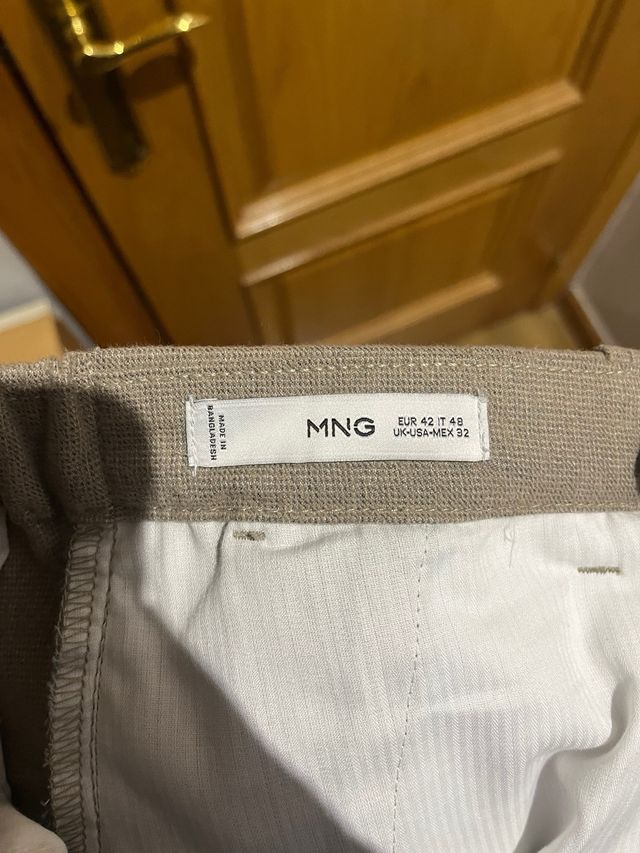 MADE IN
BANGLADESH
MNG
EUR 42 IT 48
UK-USA-MEX 32